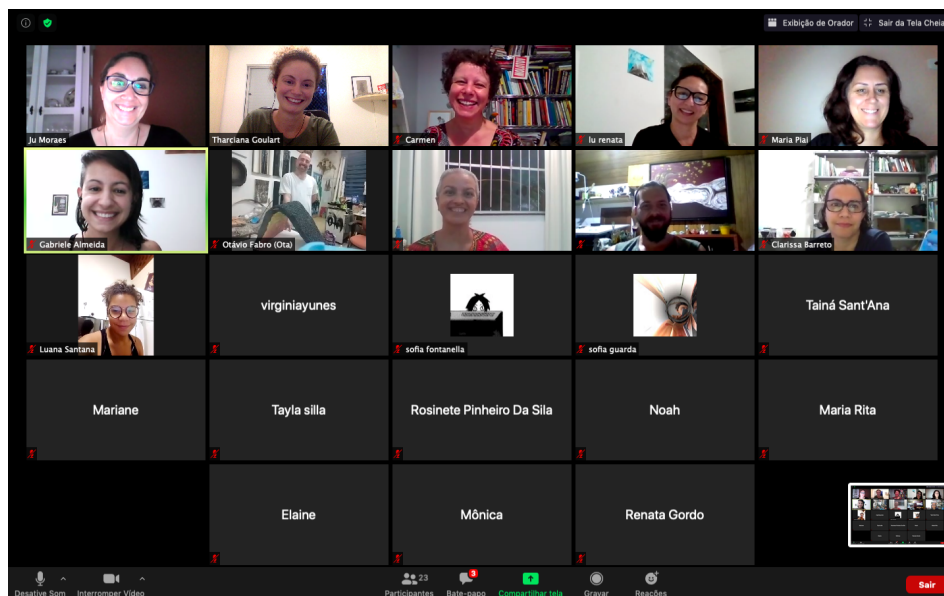 Exibição de Orador
Sair da Tela Cheia
Ju Moraes
Tharciana Goulart
Carmen
lu renata
Maria Piai
Gabriele Almeida
Otávio Fabro (Ota)
Clarissa Barreto
Luana Santana
virginiayunes
sofia fontanella
sofia guarda
Tainá Sant'Ana
Mariane
Tayla silla
Rosinete Pinheiro Da Sila
Noah
Maria Rita
Elaine
Mônica
Renata Gordo
Desative Som
Interromper Vídeo
23
Participantes
3
Bate-papo
Compartilhar tela
Gravar
Reações
Sair